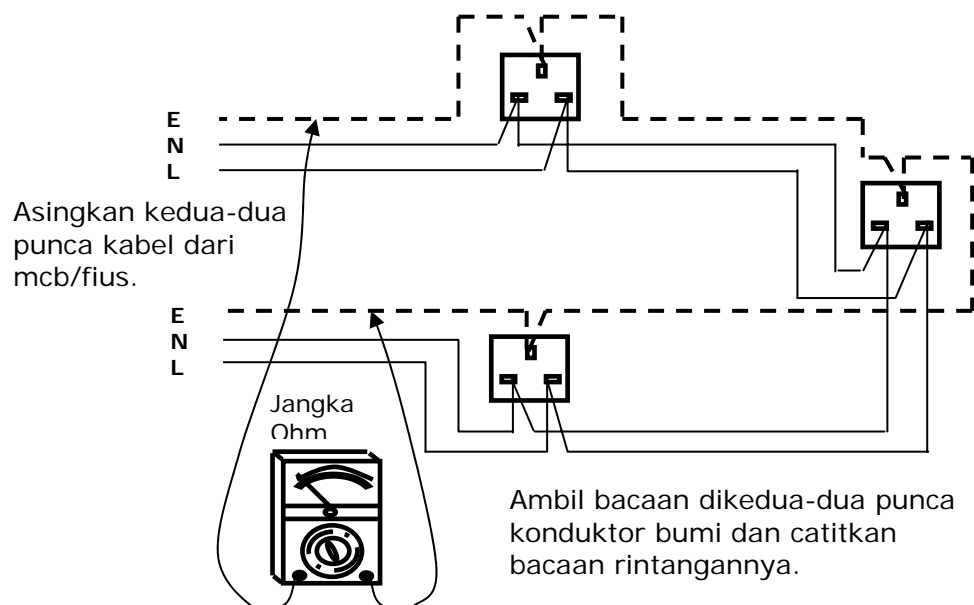 E
N
L
Asingkan kedua-dua
punca kabel dari
mcb/fius.
E
N
L
Jangka
Ohm
Ambil bacaan dikedua-dua punca
konduktor bumi dan catitkan
bacaan rintangannya.